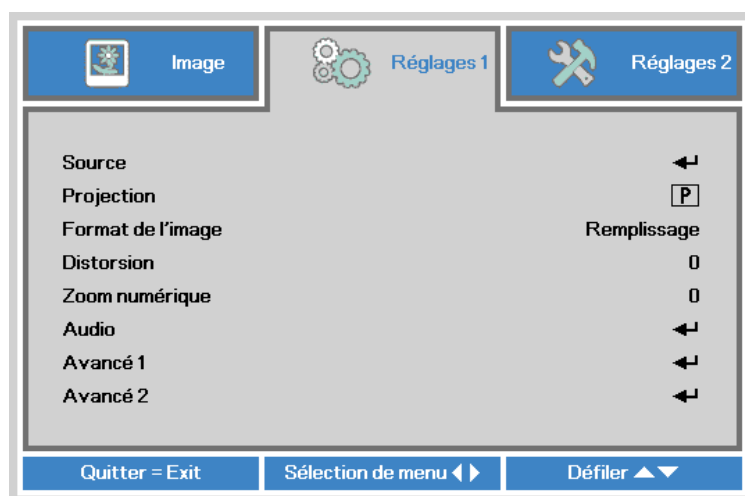 Image
Réglages 1
Réglages 2
Source
Projection P
Format de l'image Remplissage
Distorsion 0
Zoom numérique 0
Audio
Avancé 1
Avancé 2
Quitter = Exit
Sélection de menu
Défiler